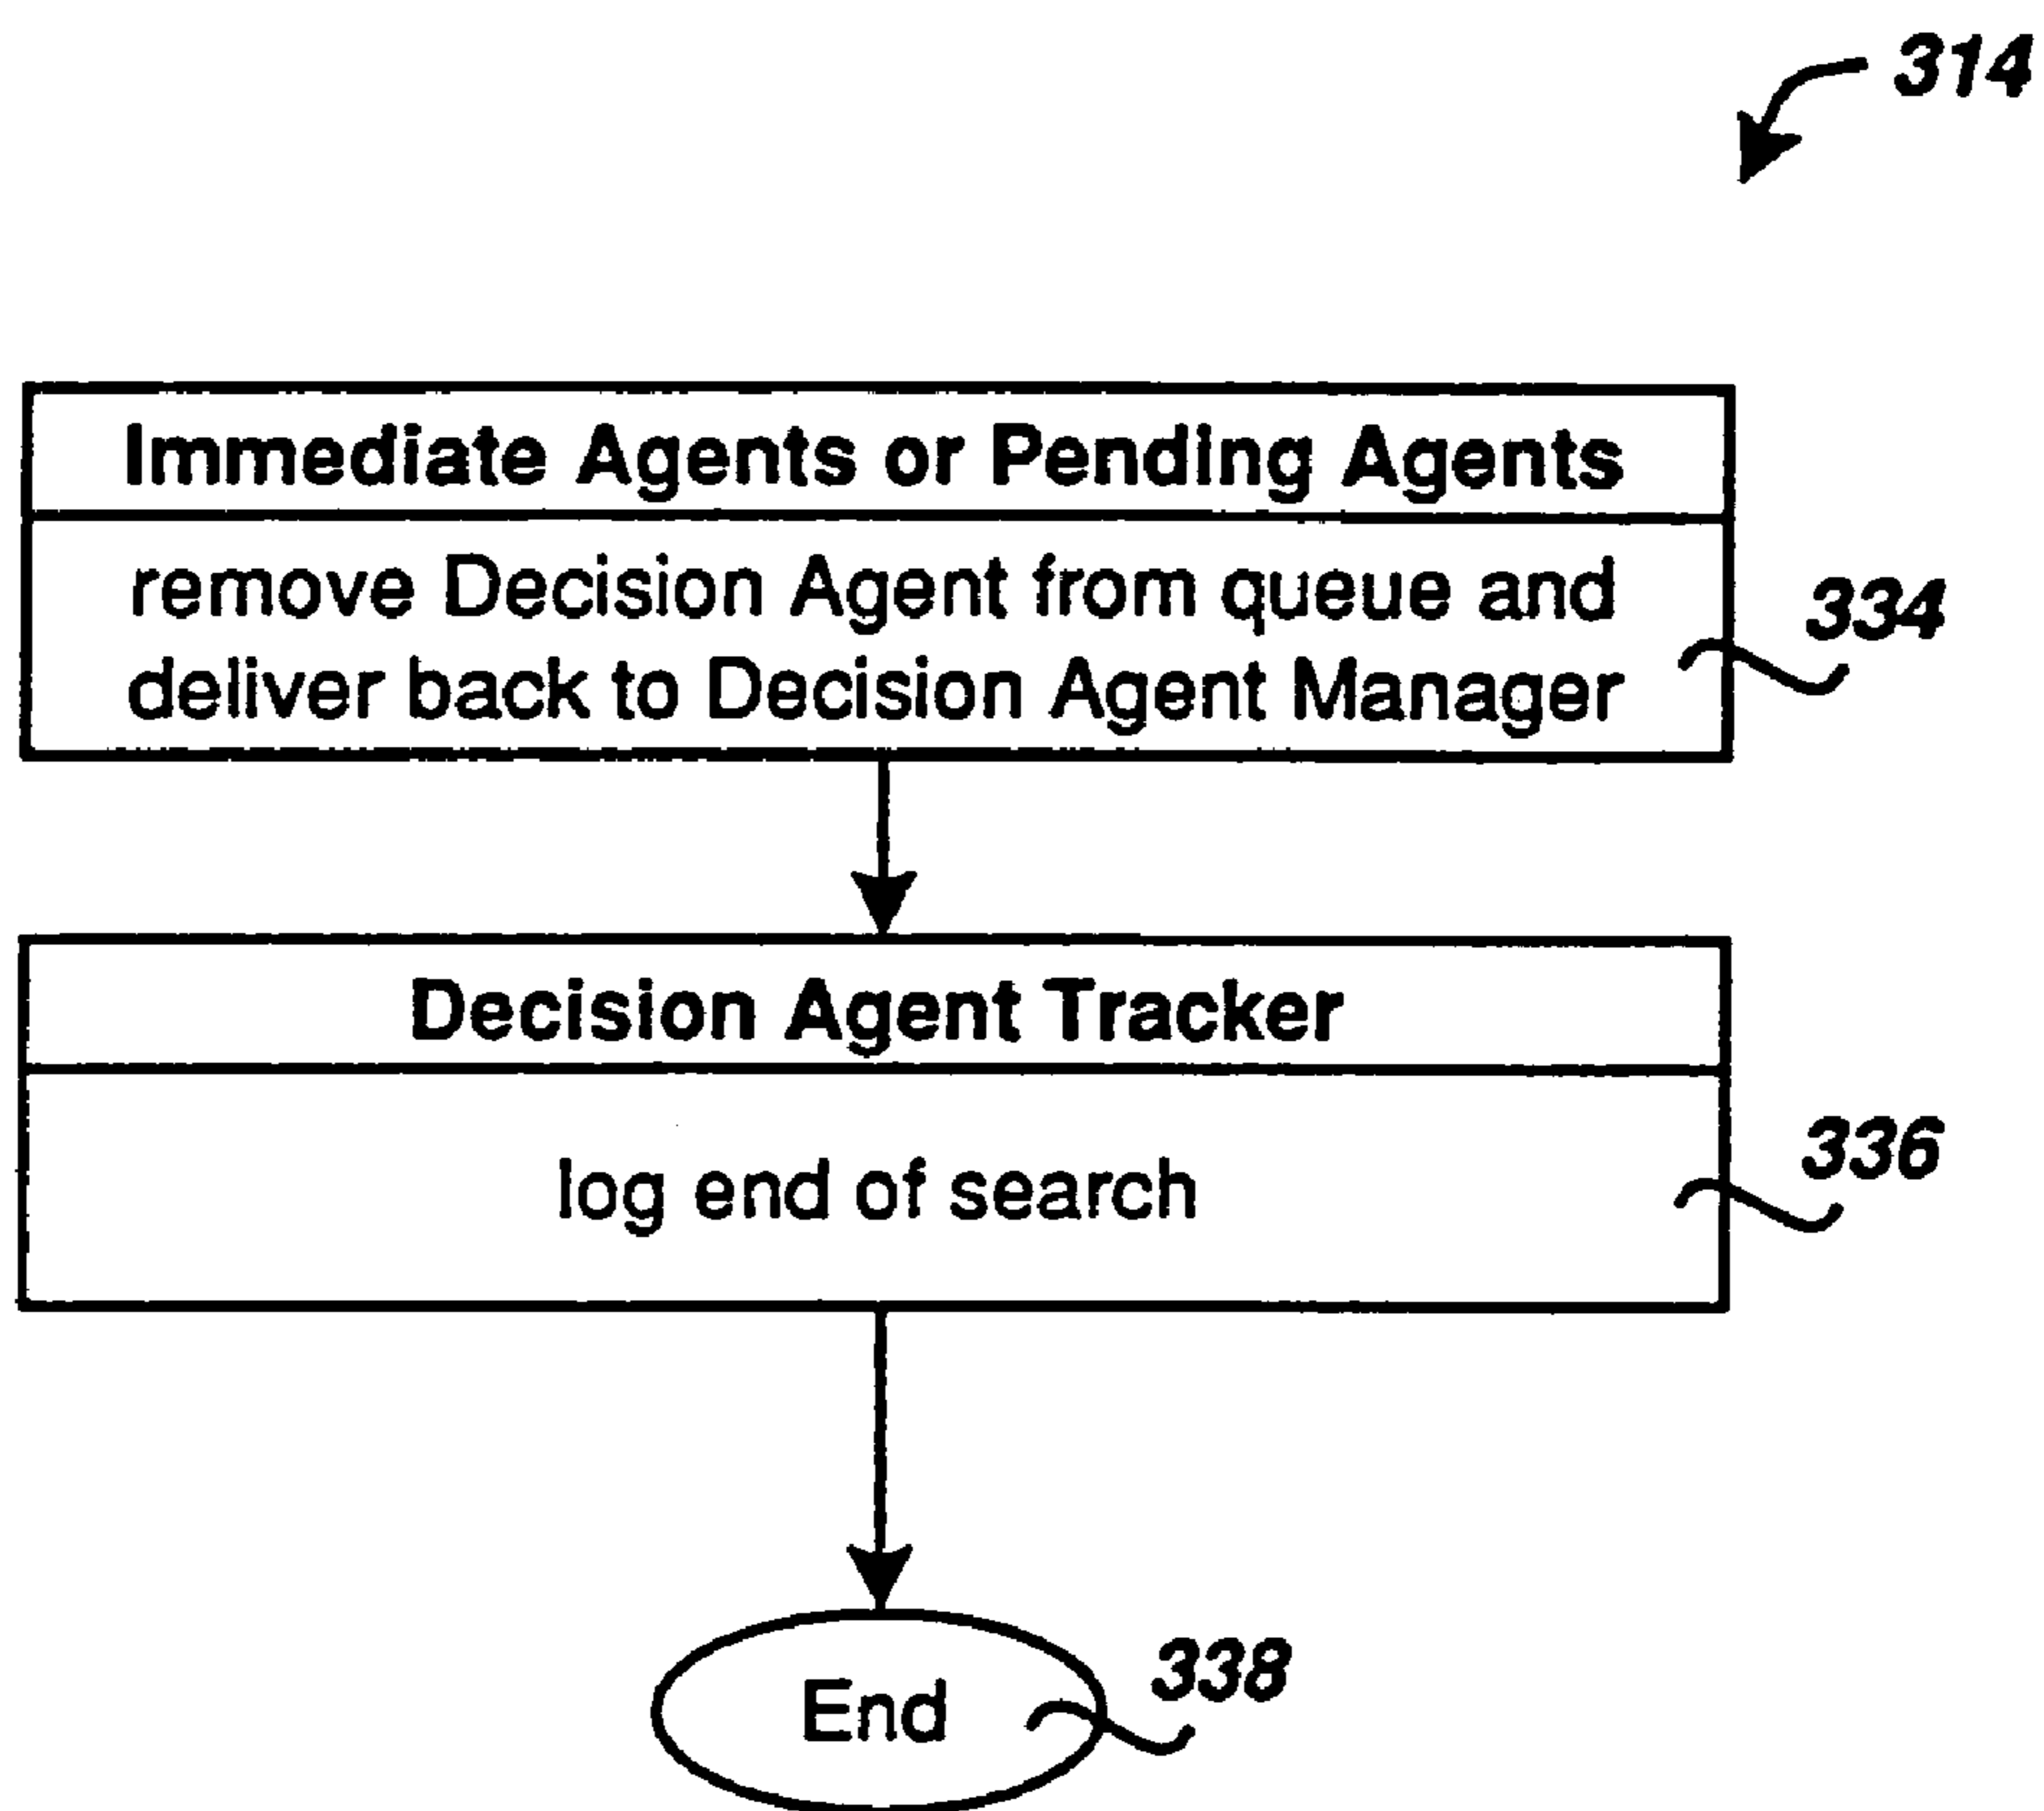 314
Immediate Agents or Pending Agents
remove Decision Agent from queue and
deliver back to Decision Agent Manager
334
Decision Agent Tracker
log end of search
336
End
338